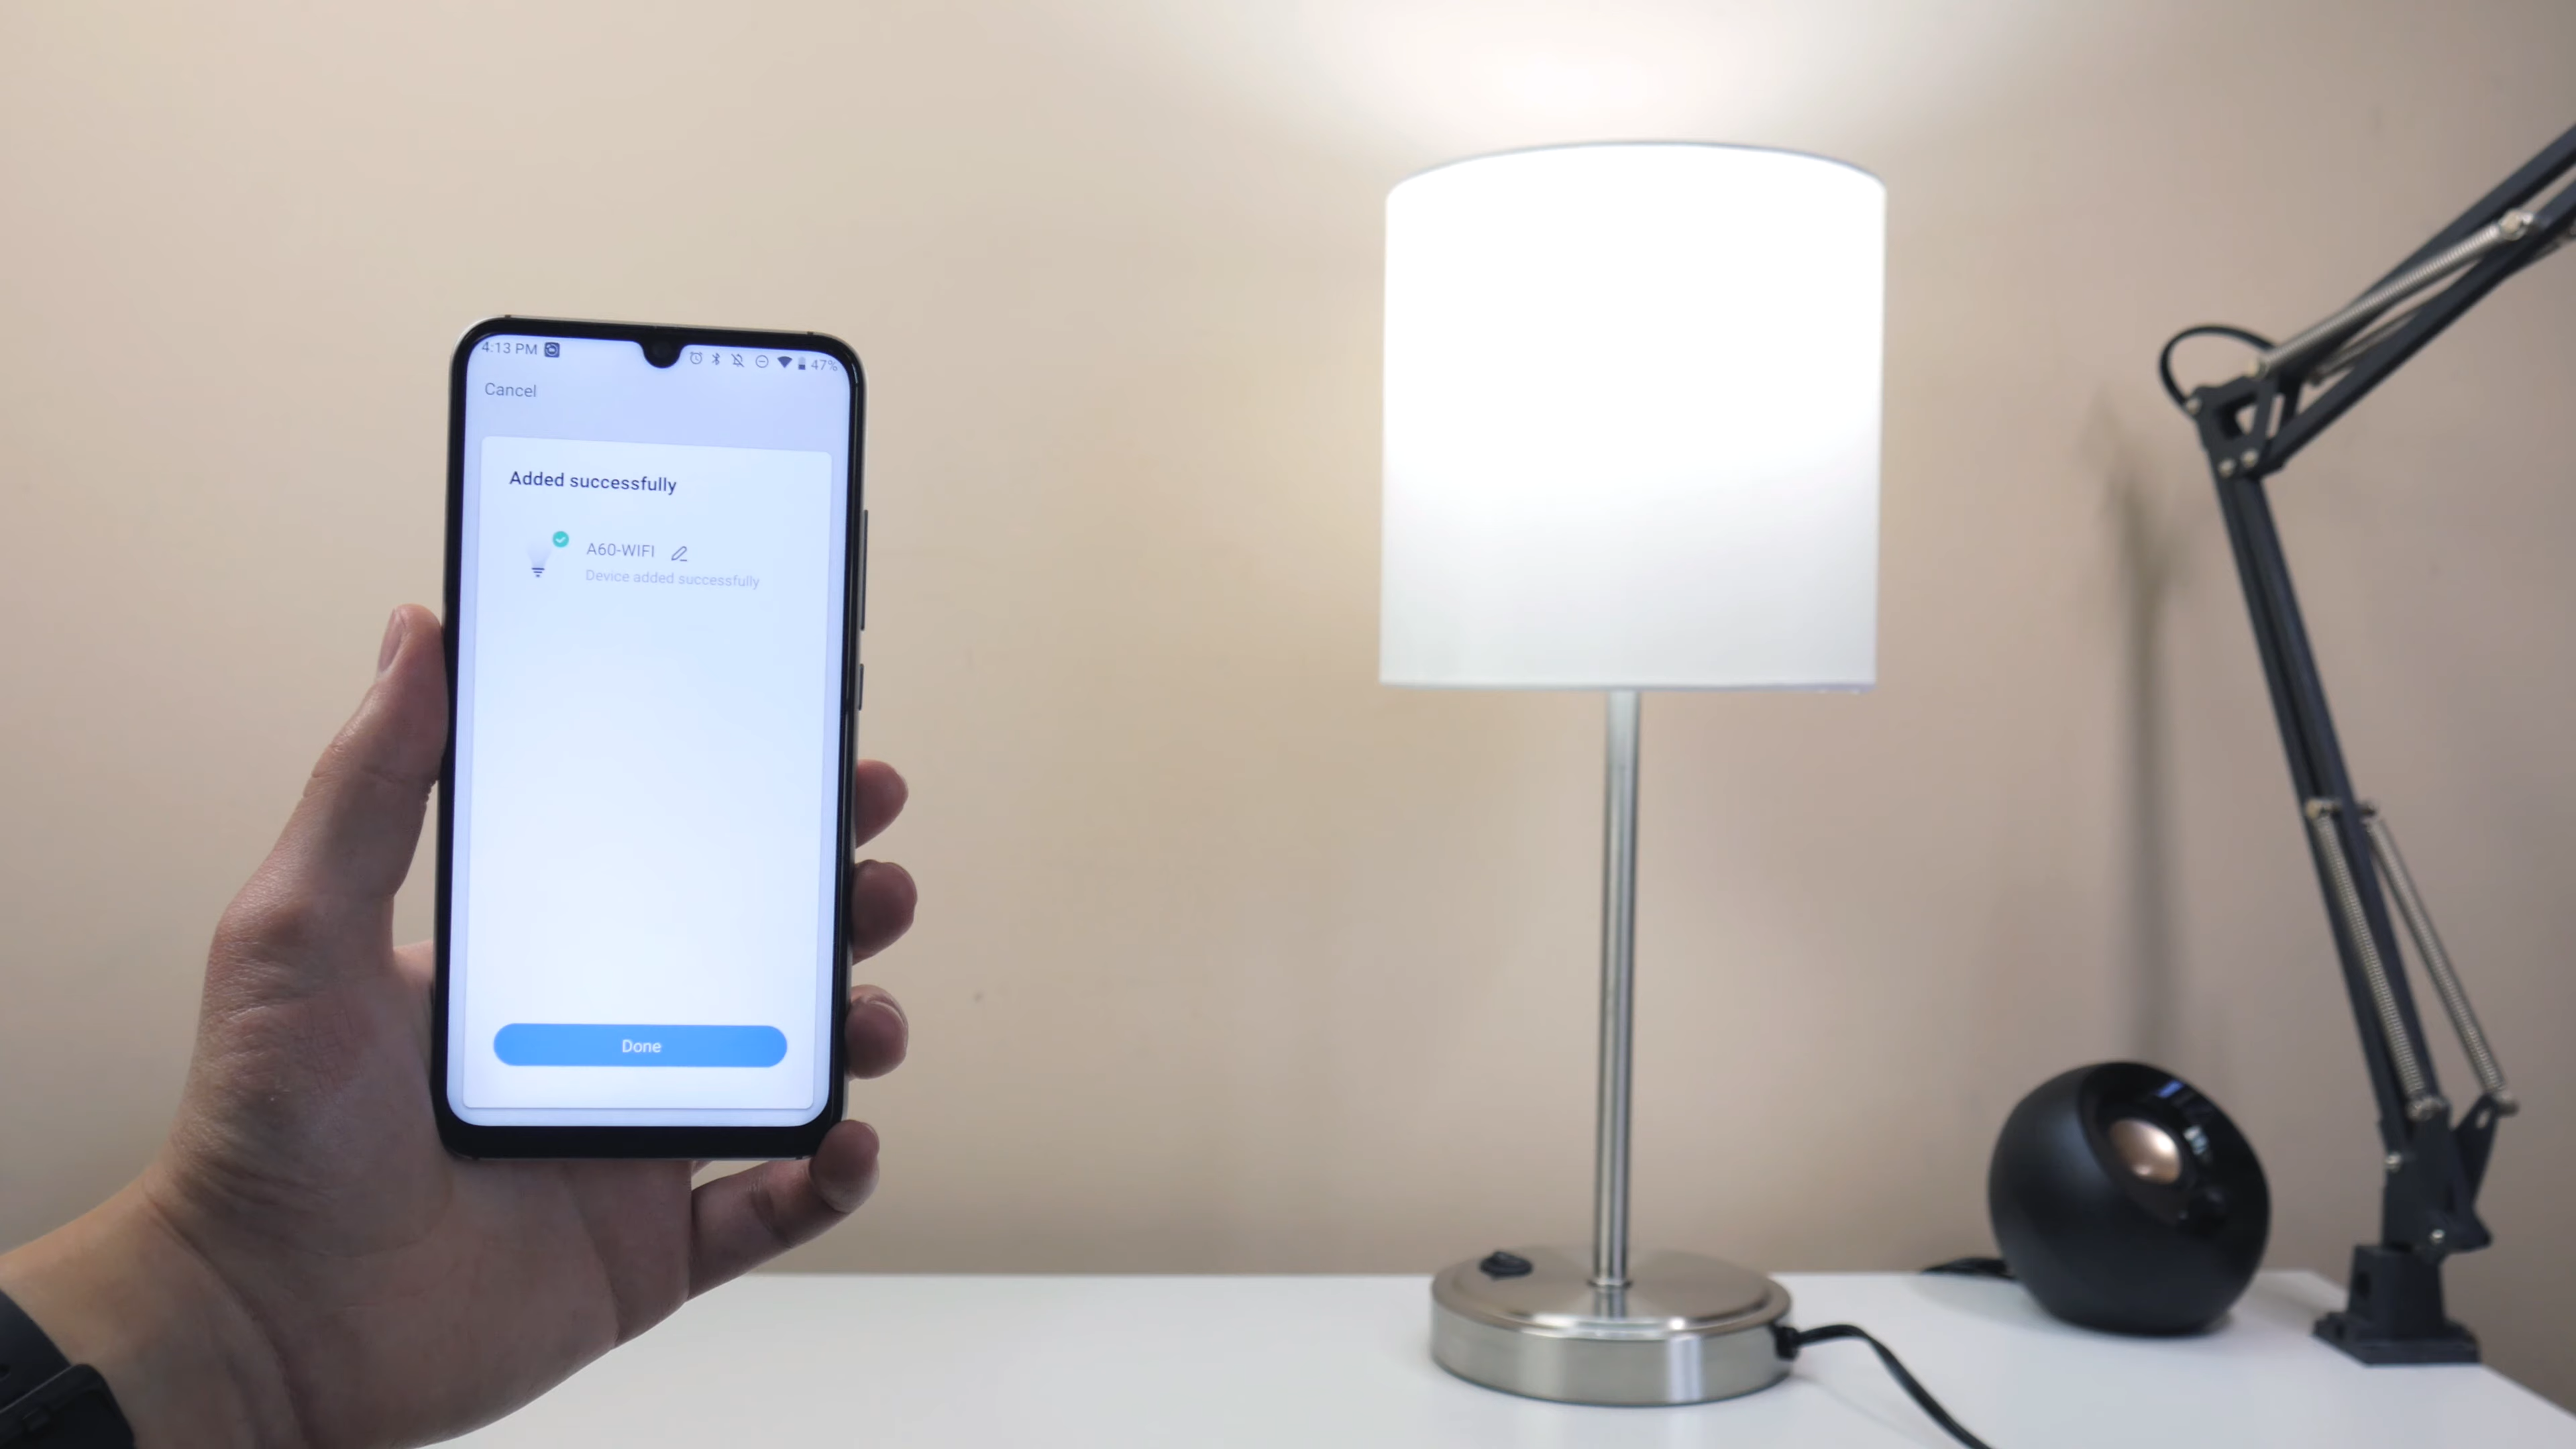 4:13 PM 47%
Cancel
Added successfully
A60-WIFI
Device added successfully
Done